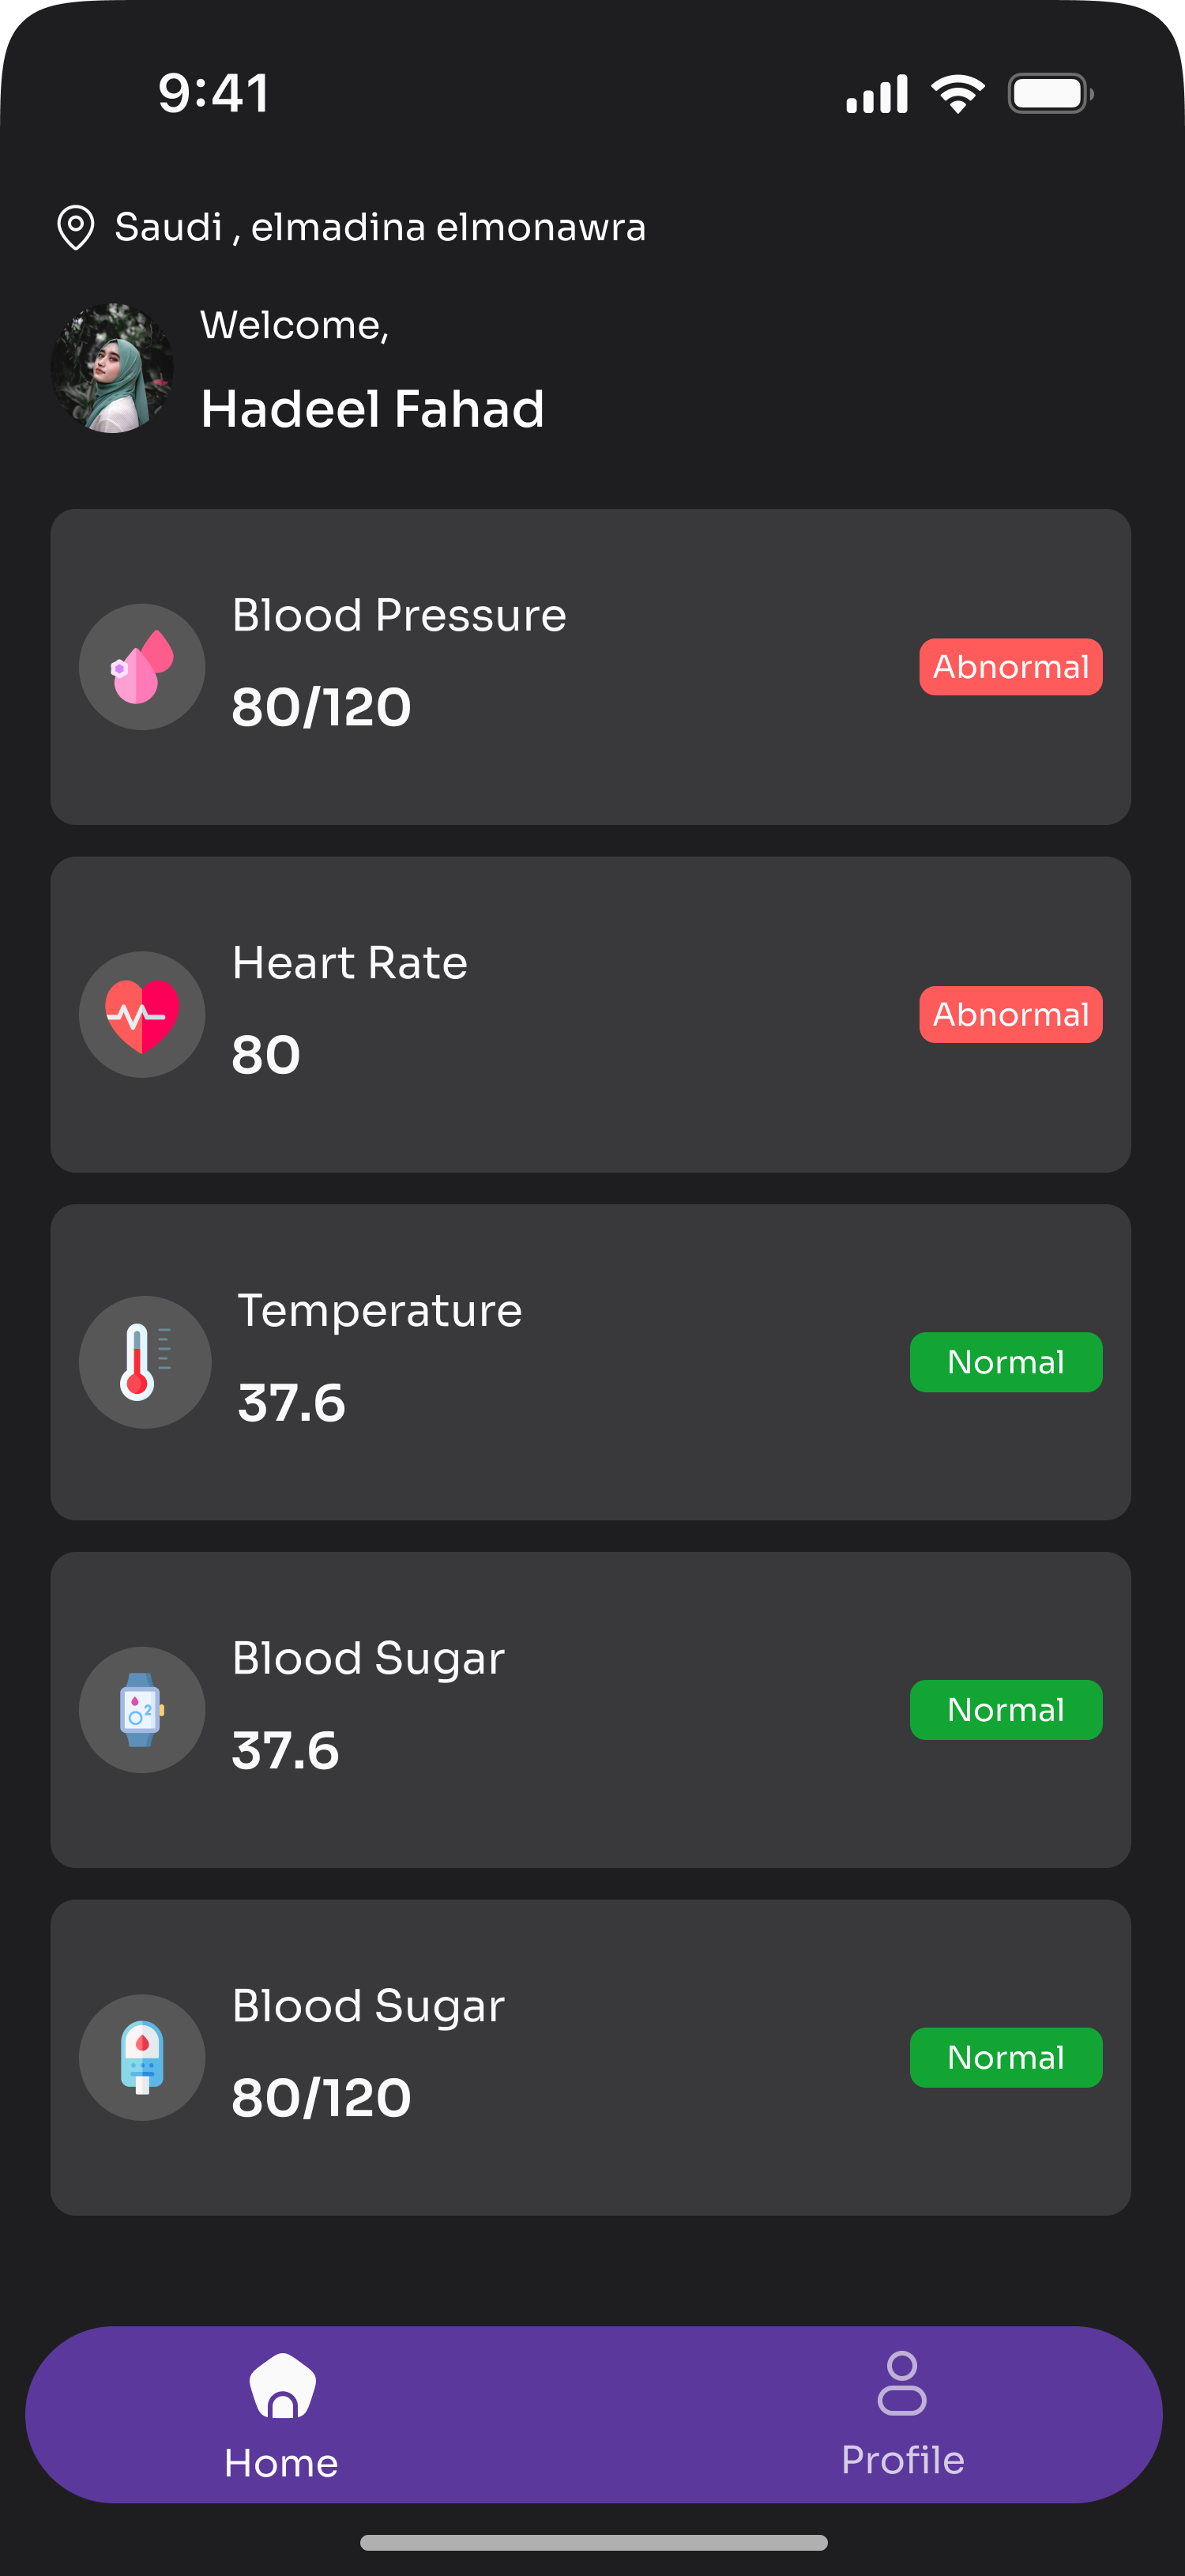 9:41
Saudi , elmadina elmonawra
Welcome,
Hadeel Fahad
Blood Pressure
80/120
Abnormal
Heart Rate
80
Abnormal
Temperature
37.6
Normal
Blood Sugar
37.6
Normal
Blood Sugar
80/120
Normal
Home
Profile